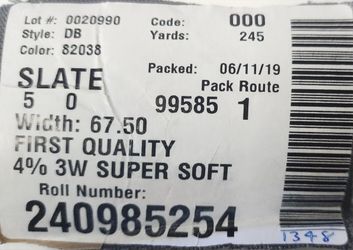 Lot #: 0020990 Code: 000
Style: DB Yards: 245
Color: 82038
SLATE Packed: 06/11/19
5 0 99585 Pack Route 1
Width: 67.50
FIRST QUALITY
4% 3W SUPER SOFT
Roll Number:
240985254
1348